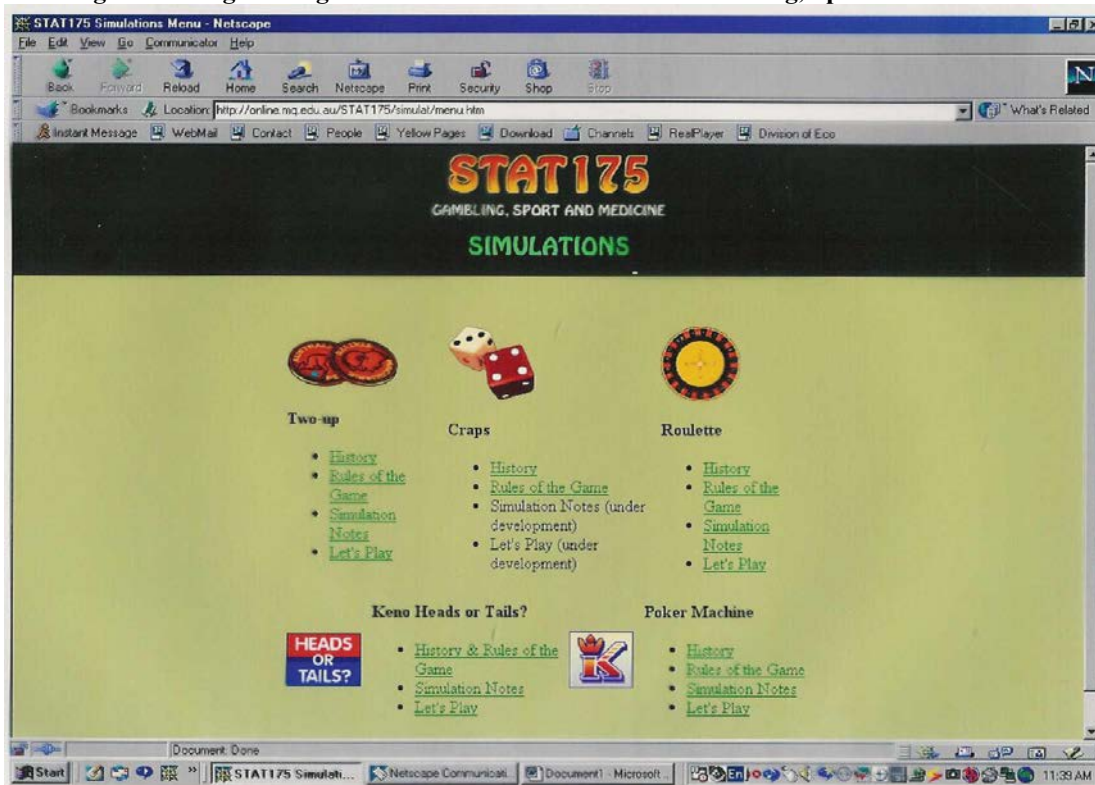 STAT175 Simulations Menu - Netscape
File Edit View Go Communicator Help
Back Forward Reload Home Search Netscape Print Security Shop Stop
Bookmarks Location: http://online.mq.edu.au/STAT175/simulat/menu.htm What's Related
Instant Message WebMail Contact People Yellow Pages Download Channels RealPlayer Division of Eco
STAT175
GAMBLING, SPORT AND MEDICINE
SIMULATIONS
Two-up
History
Rules of the
Game
Simulation
Notes
Let's Play
Craps
History
Rules of the Game
Simulation Notes (under
development)
Let's Play (under
development)
Roulette
History
Rules of the
Game
Simulation
Notes
Let's Play
Keno Heads or Tails?
HEADS
OR
TAILS?
History & Rules of the
Game
Simulation Notes
Let's Play
Poker Machine
K
History
Rules of the Game
Simulation Notes
Let's Play
Document: Done
Start STAT175 Simulati... Netscape Communicati... Document1 - Microsoft ... En 11:39 AM